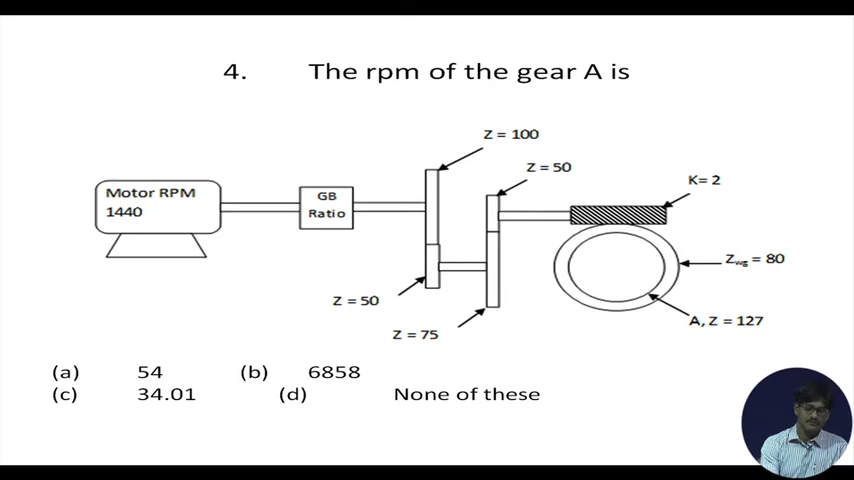 4. The rpm of the gear A is
Z = 100
Z = 50
K= 2
Motor RPM
1440
GB
Ratio
Zwg = 80
Z = 50
A, Z = 127
Z = 75
(a) 54 (b) 6858
(c) 34.01 (d) None of these